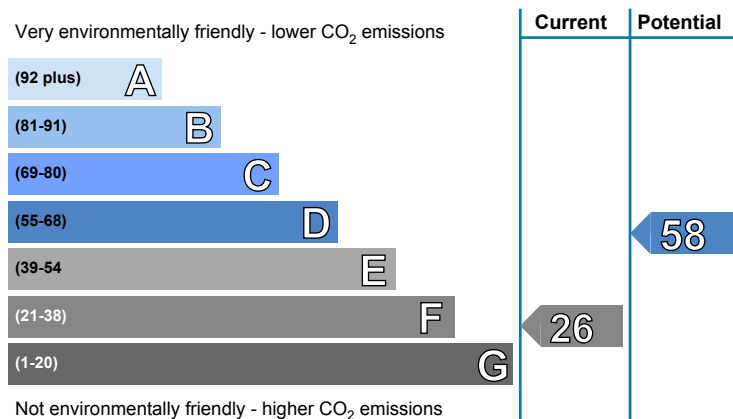 Current Potential
Very environmentally friendly - lower CO2 emissions
(92 plus) A
(81-91) B
(69-80) C
(55-68) D
58
(39-54 E
(21-38) F
26
(1-20) G
Not environmentally friendly - higher CO2 emissions